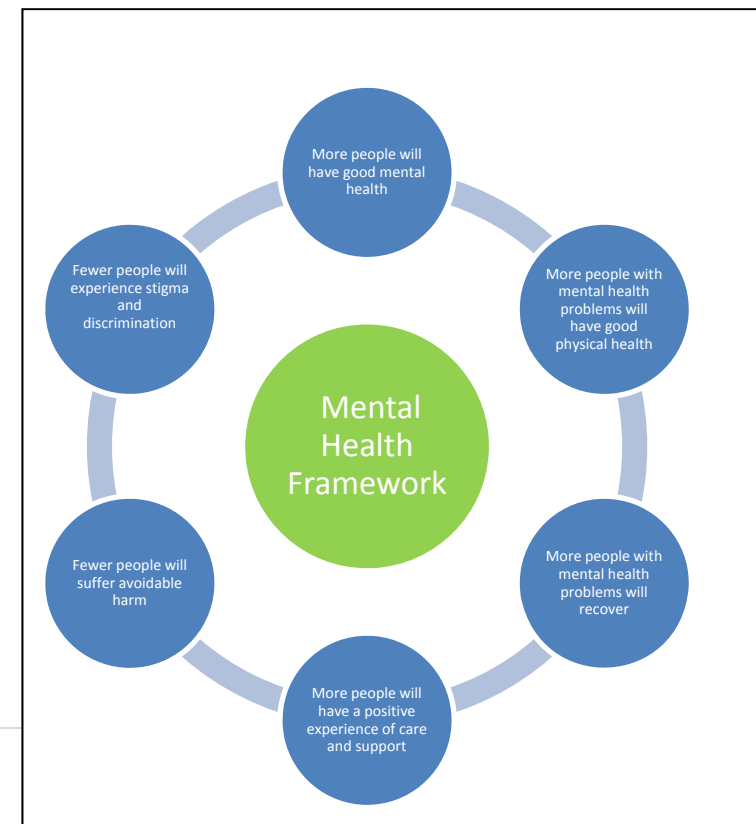 More people will
have good mental
health
More people with
mental health
problems will
have good
physical health
More people with
mental health
problems will
recover
More people will
have a positive
experience of care
and support
Fewer people will
suffer avoidable
harm
Fewer people will
experience stigma
and
discrimination
Mental
Health
Framework